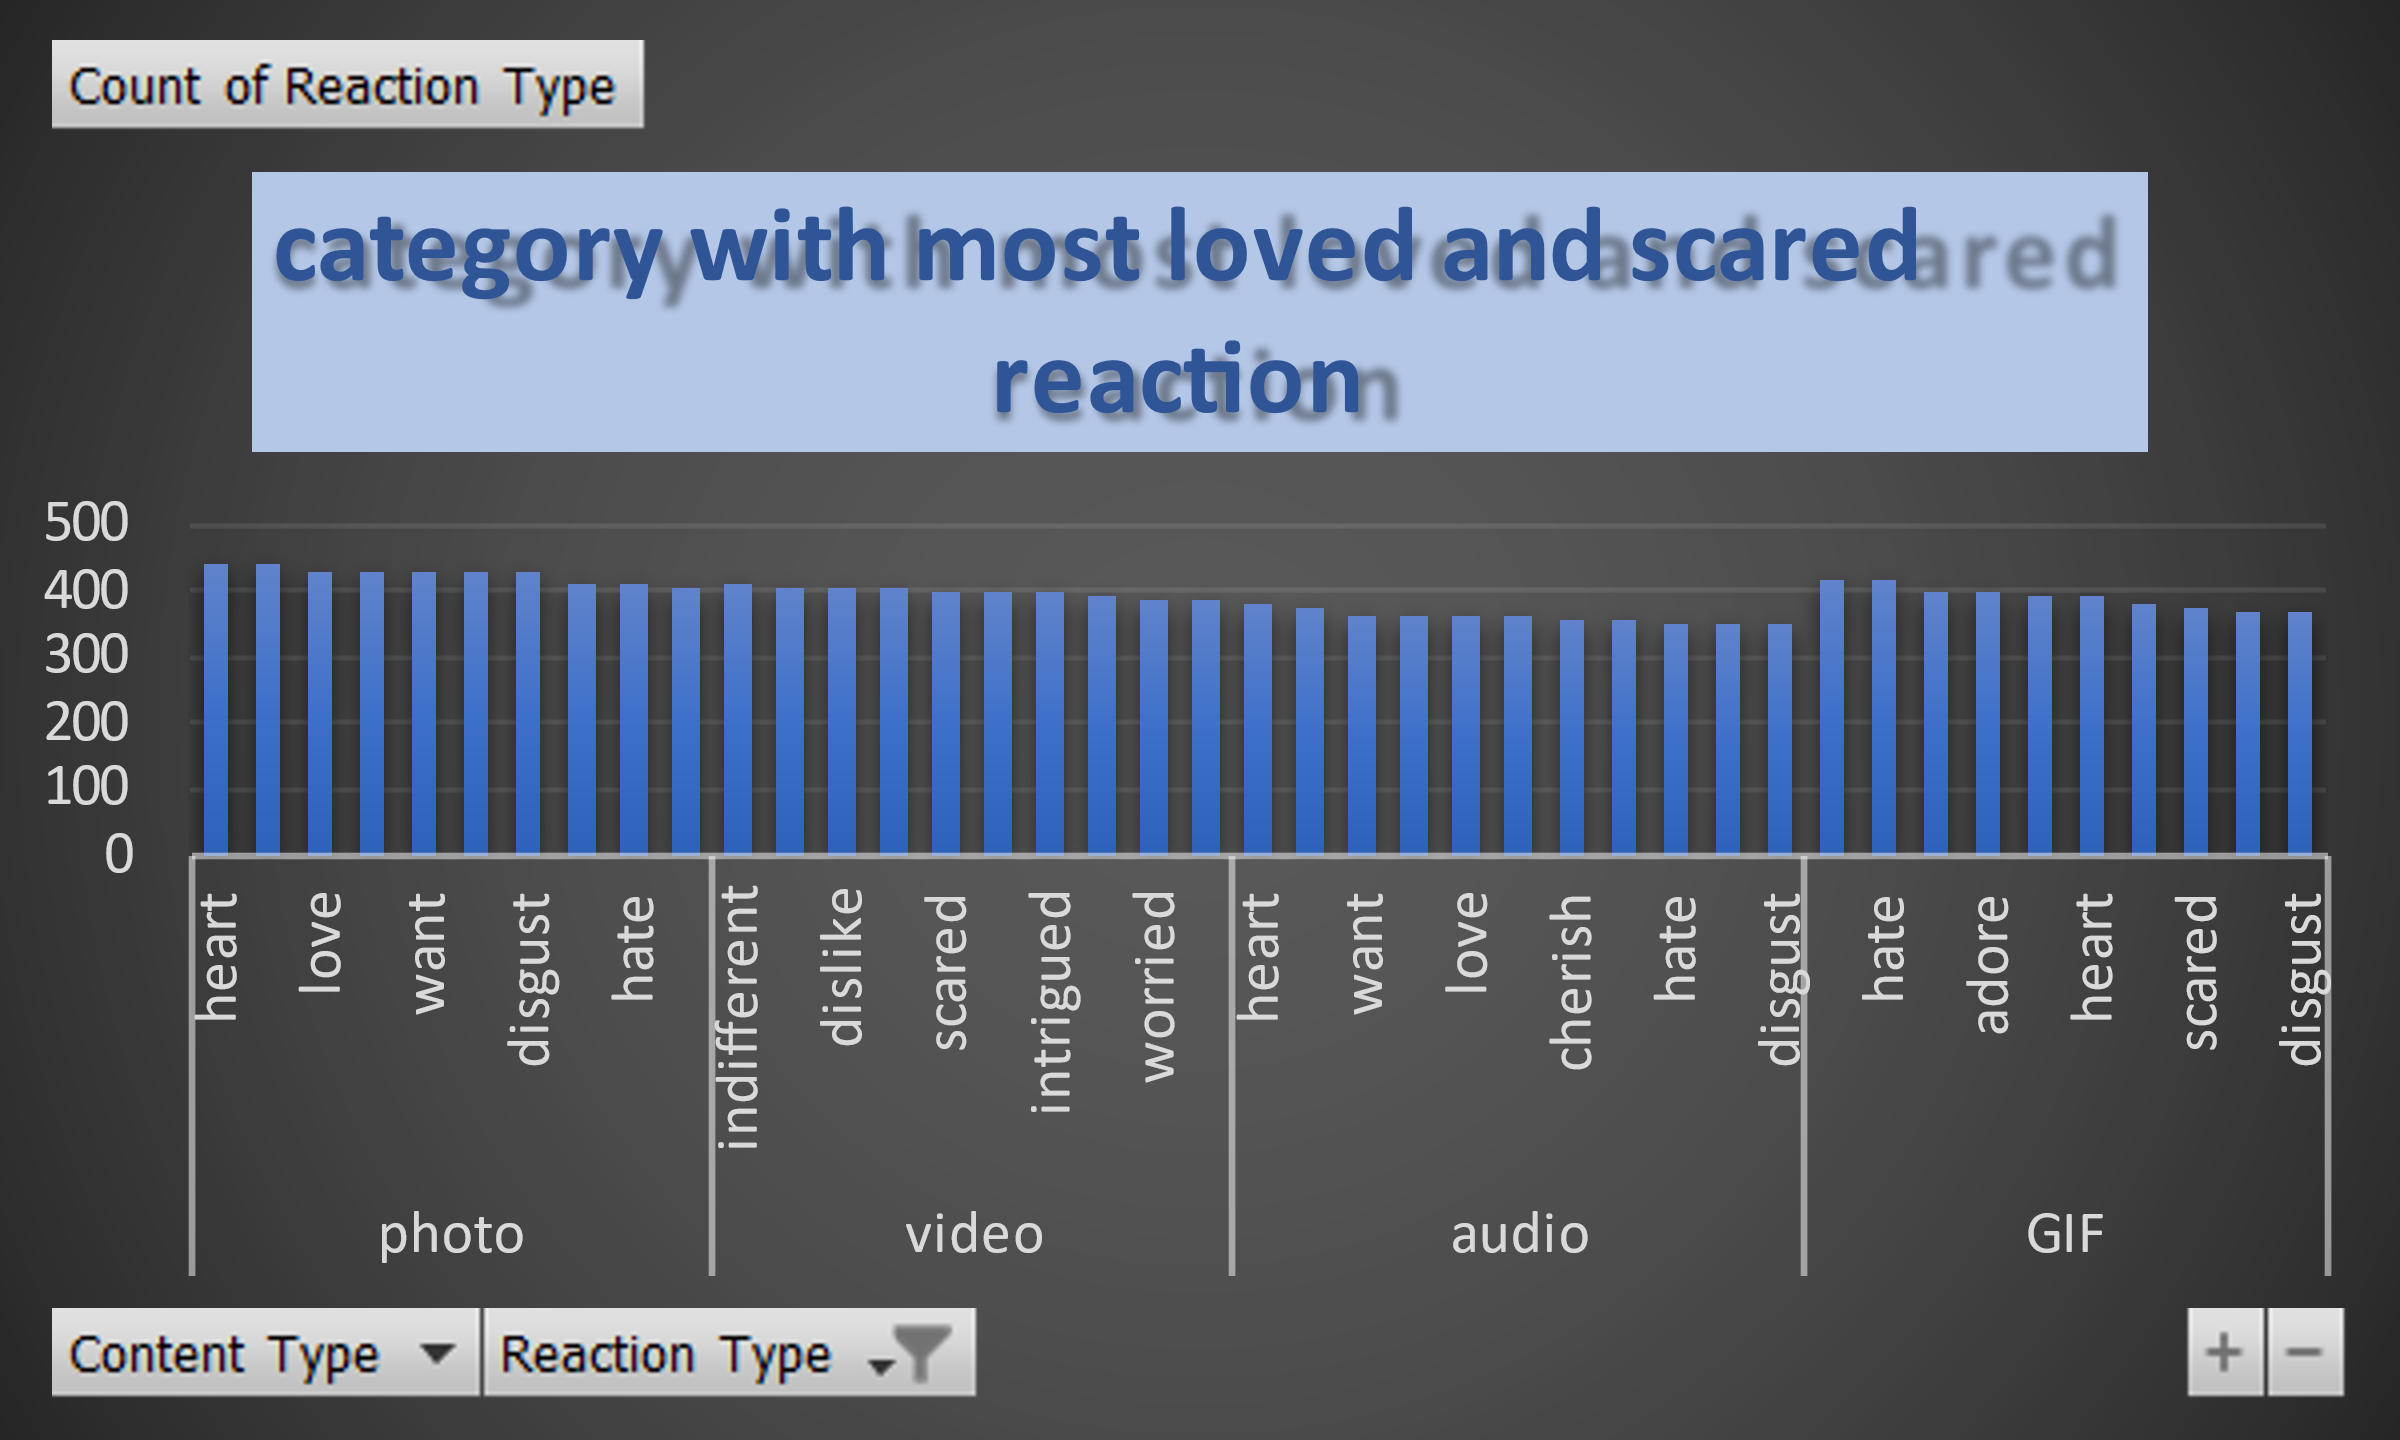 Count of Reaction Type
category with most loved and scared
reaction
500
400
300
200
100
0
heart
love
want
disgust
hate
indifferent
dislike
scared
intrigued
worried
heart
want
love
cherish
hate
disgust
hate
adore
heart
scared
disgust
photo
video
audio
GIF
Content Type
Reaction Type
+
-